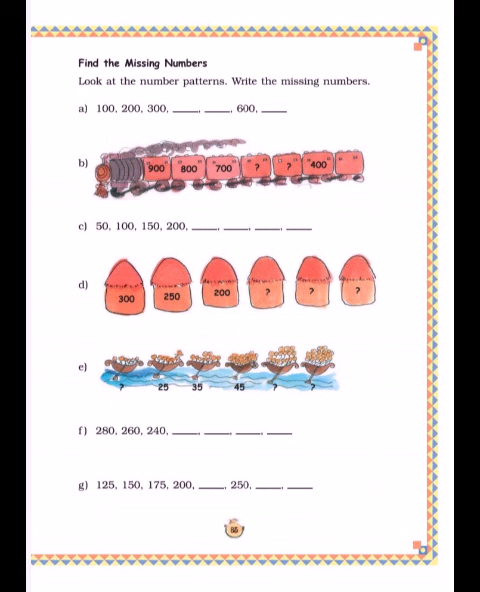 Find the Missing Numbers
Look at the number patterns. Write the missing numbers.
a) 100, 200, 300, ____, ____, 600, ____
b) 900 800 700 ? ? 400
c) 50, 100, 150, 200, ____, ____, ____, ____
d) 300 250 200 ? ? ?
e) ? 25 35 45 ? ?
f) 280, 260, 240, ____, ____, ____, ____
g) 125, 150, 175, 200, ____, 250, ____, ____
85